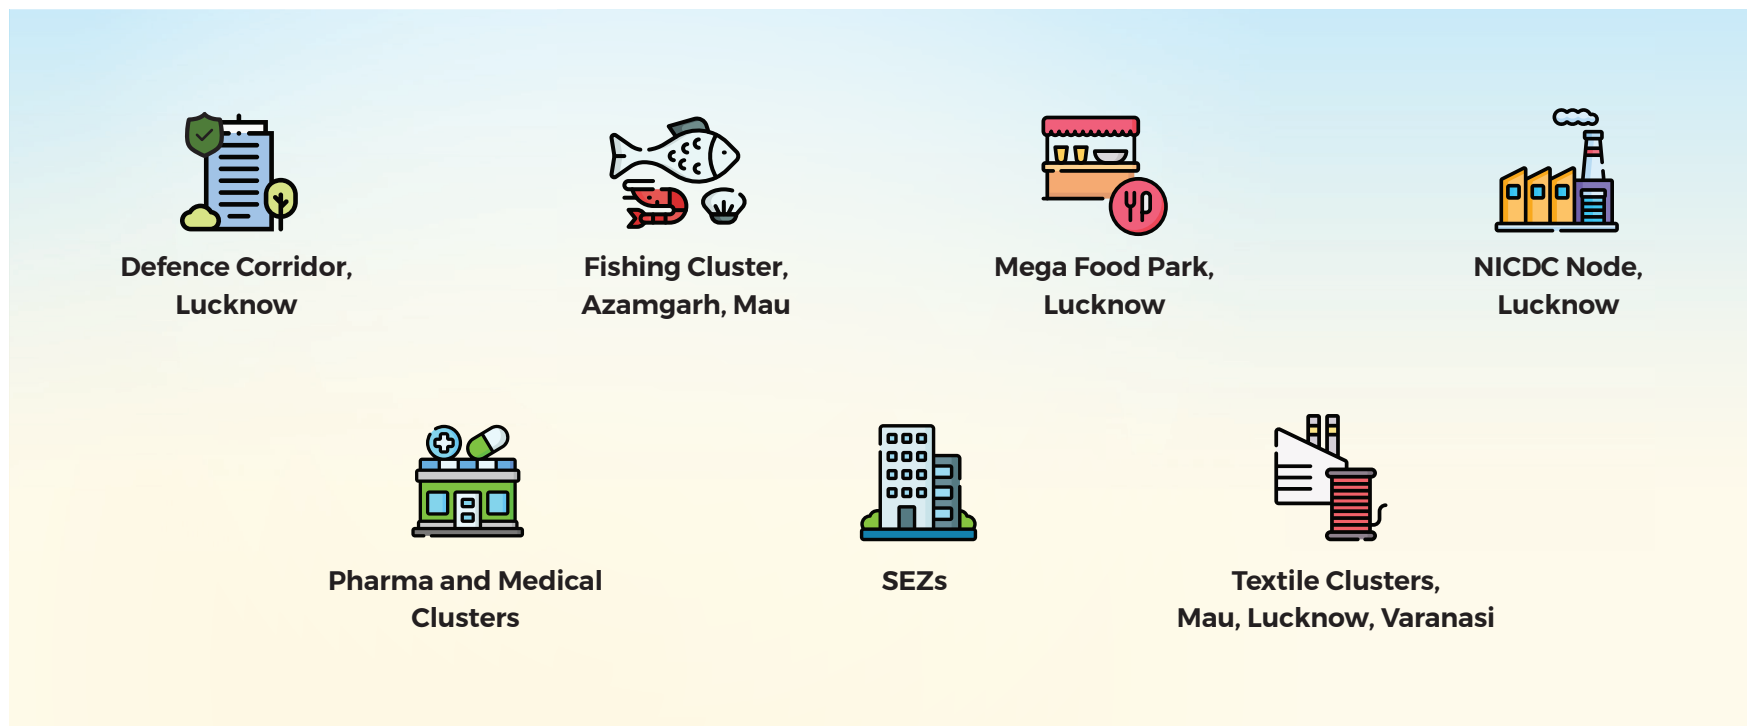 Defence Corridor,
Lucknow
Fishing Cluster,
Azamgarh, Mau
Mega Food Park,
Lucknow
NICDC Node,
Lucknow
Pharma and Medical
Clusters
SEZs
Textile Clusters,
Mau, Lucknow, Varanasi